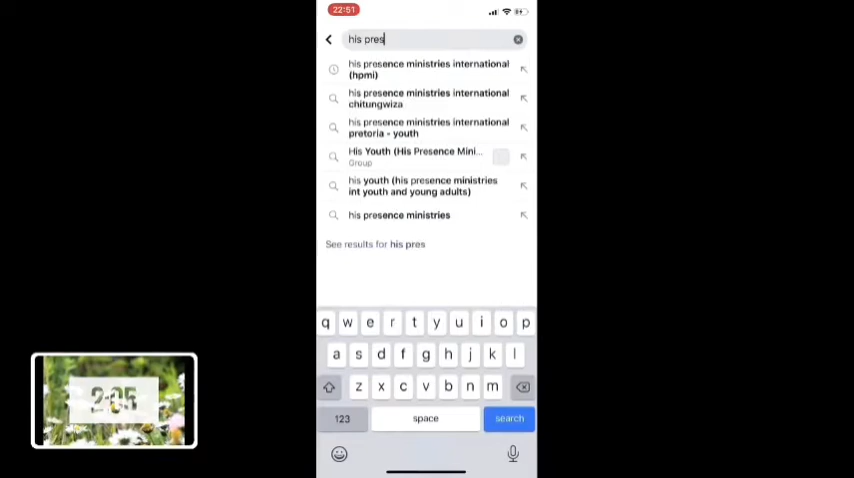 22:51
his pres
his presence ministries international
(hpmi)
his presence ministries international
chitungwiza
his presence ministries international
pretoria - youth
His Youth (His Presence Mini...
Group
his youth (his presence ministries
int youth and young adults)
his presence ministries
See results for his pres
q w e r t y u i o p
a s d f g h j k l
z x c v b n m
123 space search
2:05